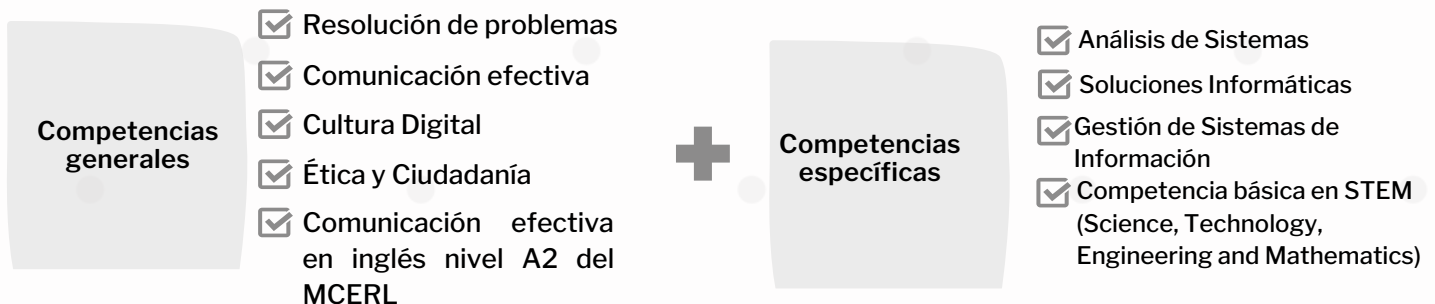 Competencias
generales
Resolución de problemas
Comunicación efectiva
Cultura Digital
Ética y Ciudadanía
Comunicación efectiva
en inglés nivel A2 del
MCERL
Competencias
específicas
Análisis de Sistemas
Soluciones Informáticas
Gestión de Sistemas de
Información
Competencia básica en STEM
(Science, Technology,
Engineering and Mathematics)